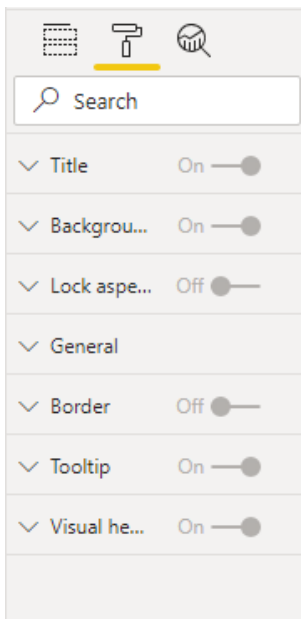 Search
Title On
Backgrou... On
Lock aspe... Off
General
Border Off
Tooltip On
Visual he... On